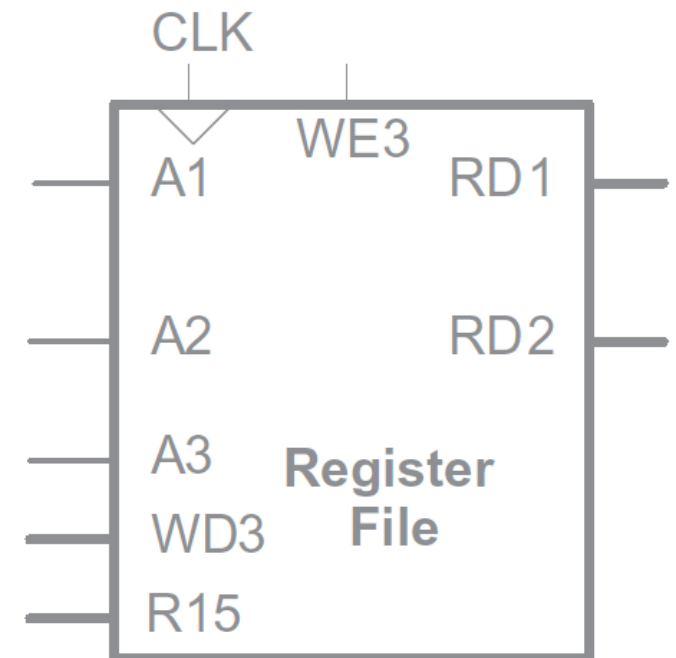 CLK
WE3
A1
RD1
A2
RD2
A3
Register
File
WD3
R15